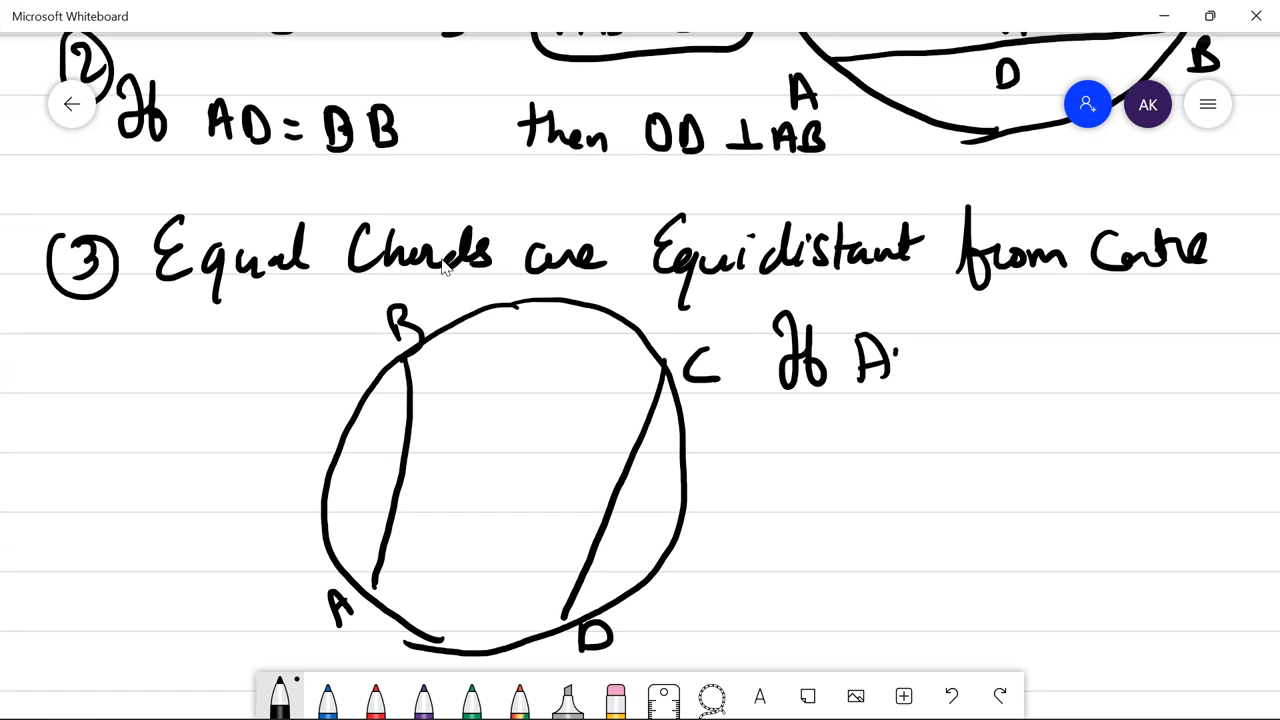 Microsoft Whiteboard
A
D
B
AK
②
If AD = BB then OD ⊥ AB
③ Equal Chords are Equidistant from Centre
B
C
If A
A
D
A